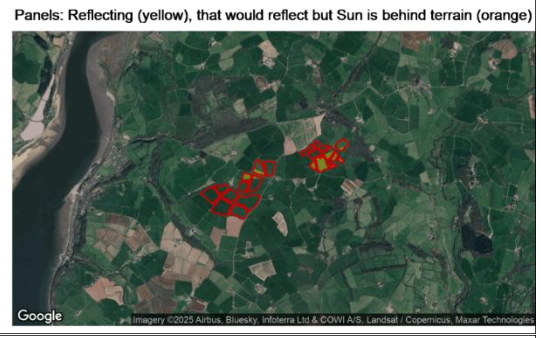 Panels: Reflecting (yellow), that would reflect but Sun is behind terrain (orange)
Google
Imagery ©2025 Airbus, Bluesky, Infoterra Ltd & COWI A/S, Landsat / Copernicus, Maxar Technologies